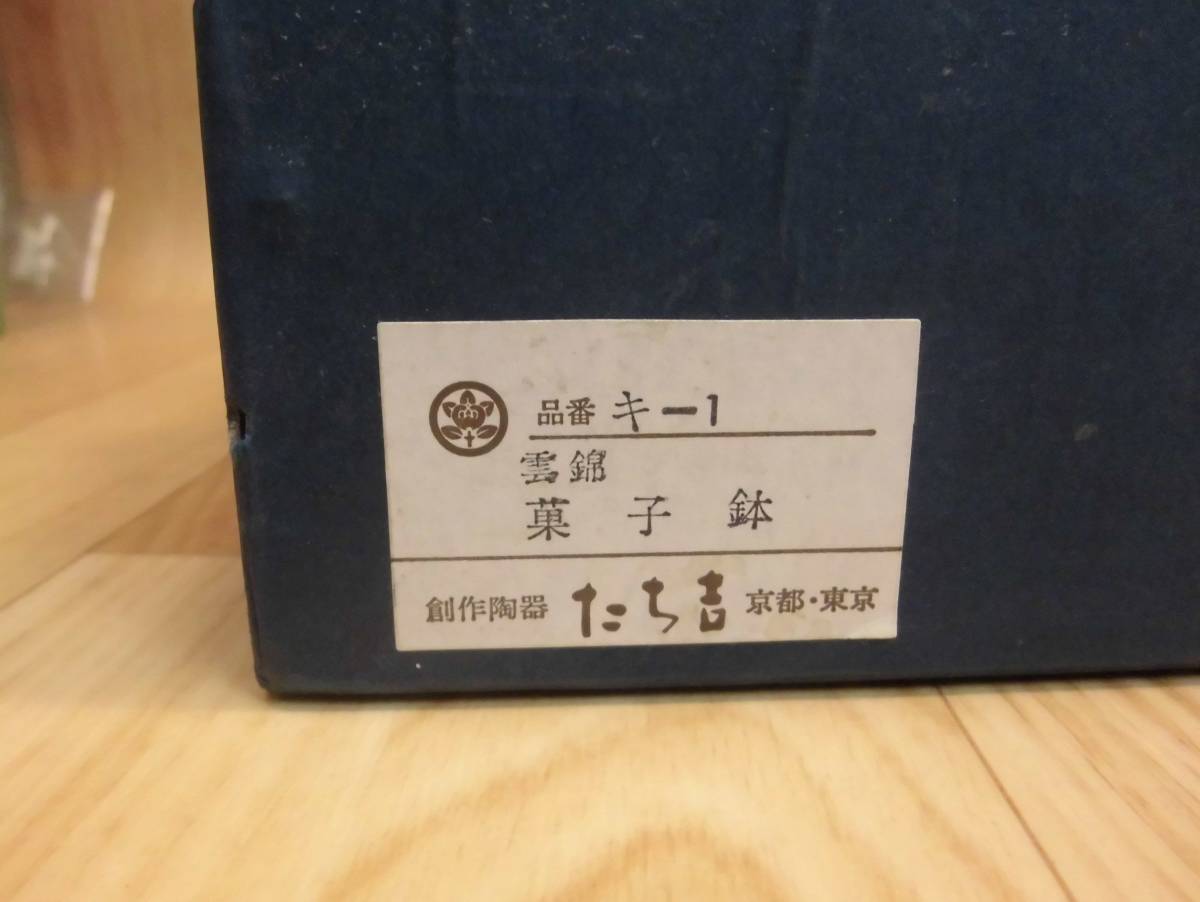 品番 キー1
雲錦
菓子鉢
創作陶器 たち吉 京都・東京